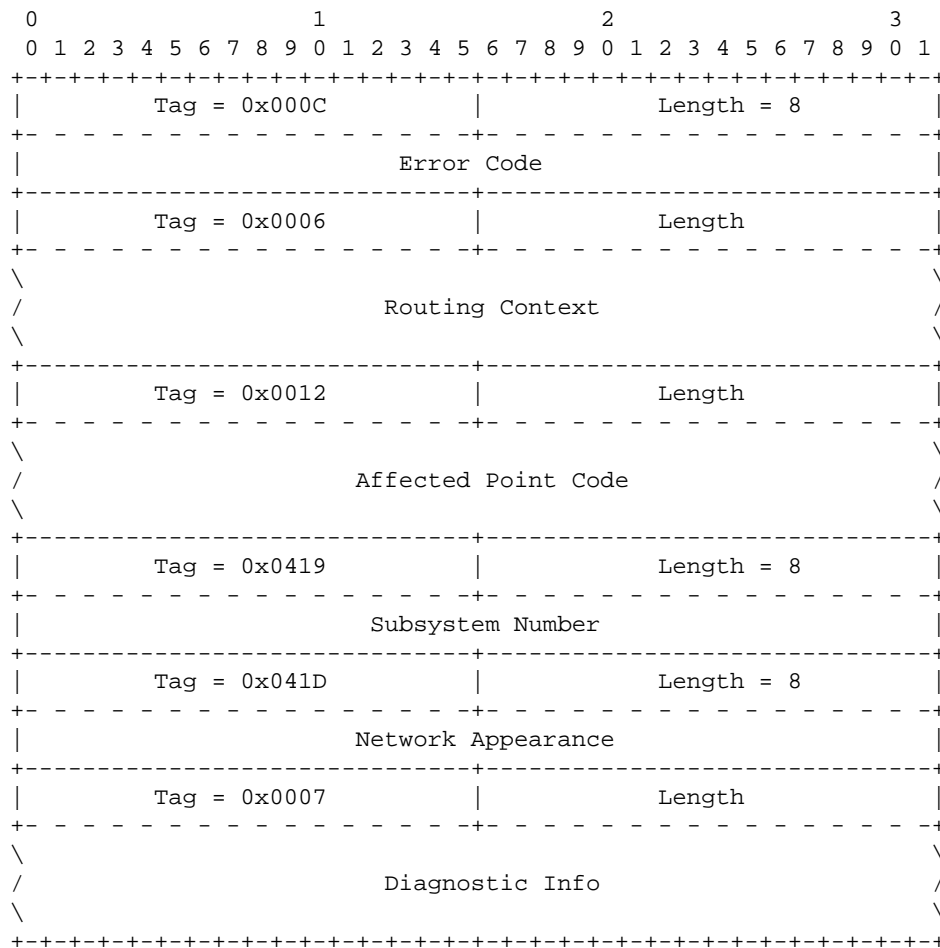 0                   1                   2                   3
 0 1 2 3 4 5 6 7 8 9 0 1 2 3 4 5 6 7 8 9 0 1 2 3 4 5 6 7 8 9 0 1
+-+-+-+-+-+-+-+-+-+-+-+-+-+-+-+-+-+-+-+-+-+-+-+-+-+-+-+-+-+-+-+-+
|         Tag = 0x000C          |           Length = 8          |
+- - - - - - - - - - - - - - - -+- - - - - - - - - - - - - - - -+
|                          Error Code                           |
+-------------------------------+-------------------------------+
|         Tag = 0x0006          |           Length              |
+- - - - - - - - - - - - - - - -+- - - - - - - - - - - - - - - -+
\                                                               \
/                         Routing Context                       /
\                                                               \
+-------------------------------+-------------------------------+
|         Tag = 0x0012          |           Length              |
+- - - - - - - - - - - - - - - -+- - - - - - - - - - - - - - - -+
\                                                               \
/                       Affected Point Code                     /
\                                                               \
+-------------------------------+-------------------------------+
|         Tag = 0x0419          |           Length = 8          |
+- - - - - - - - - - - - - - - -+- - - - - - - - - - - - - - - -+
|                        Subsystem Number                       |
+-------------------------------+-------------------------------+
|         Tag = 0x041D          |           Length = 8          |
+- - - - - - - - - - - - - - - -+- - - - - - - - - - - - - - - -+
|                       Network Appearance                      |
+-------------------------------+-------------------------------+
|         Tag = 0x0007          |           Length              |
+- - - - - - - - - - - - - - - -+- - - - - - - - - - - - - - - -+
\                                                               \
/                         Diagnostic Info                       /
\                                                               \
+-+-+-+-+-+-+-+-+-+-+-+-+-+-+-+-+-+-+-+-+-+-+-+-+-+-+-+-+-+-+-+-+